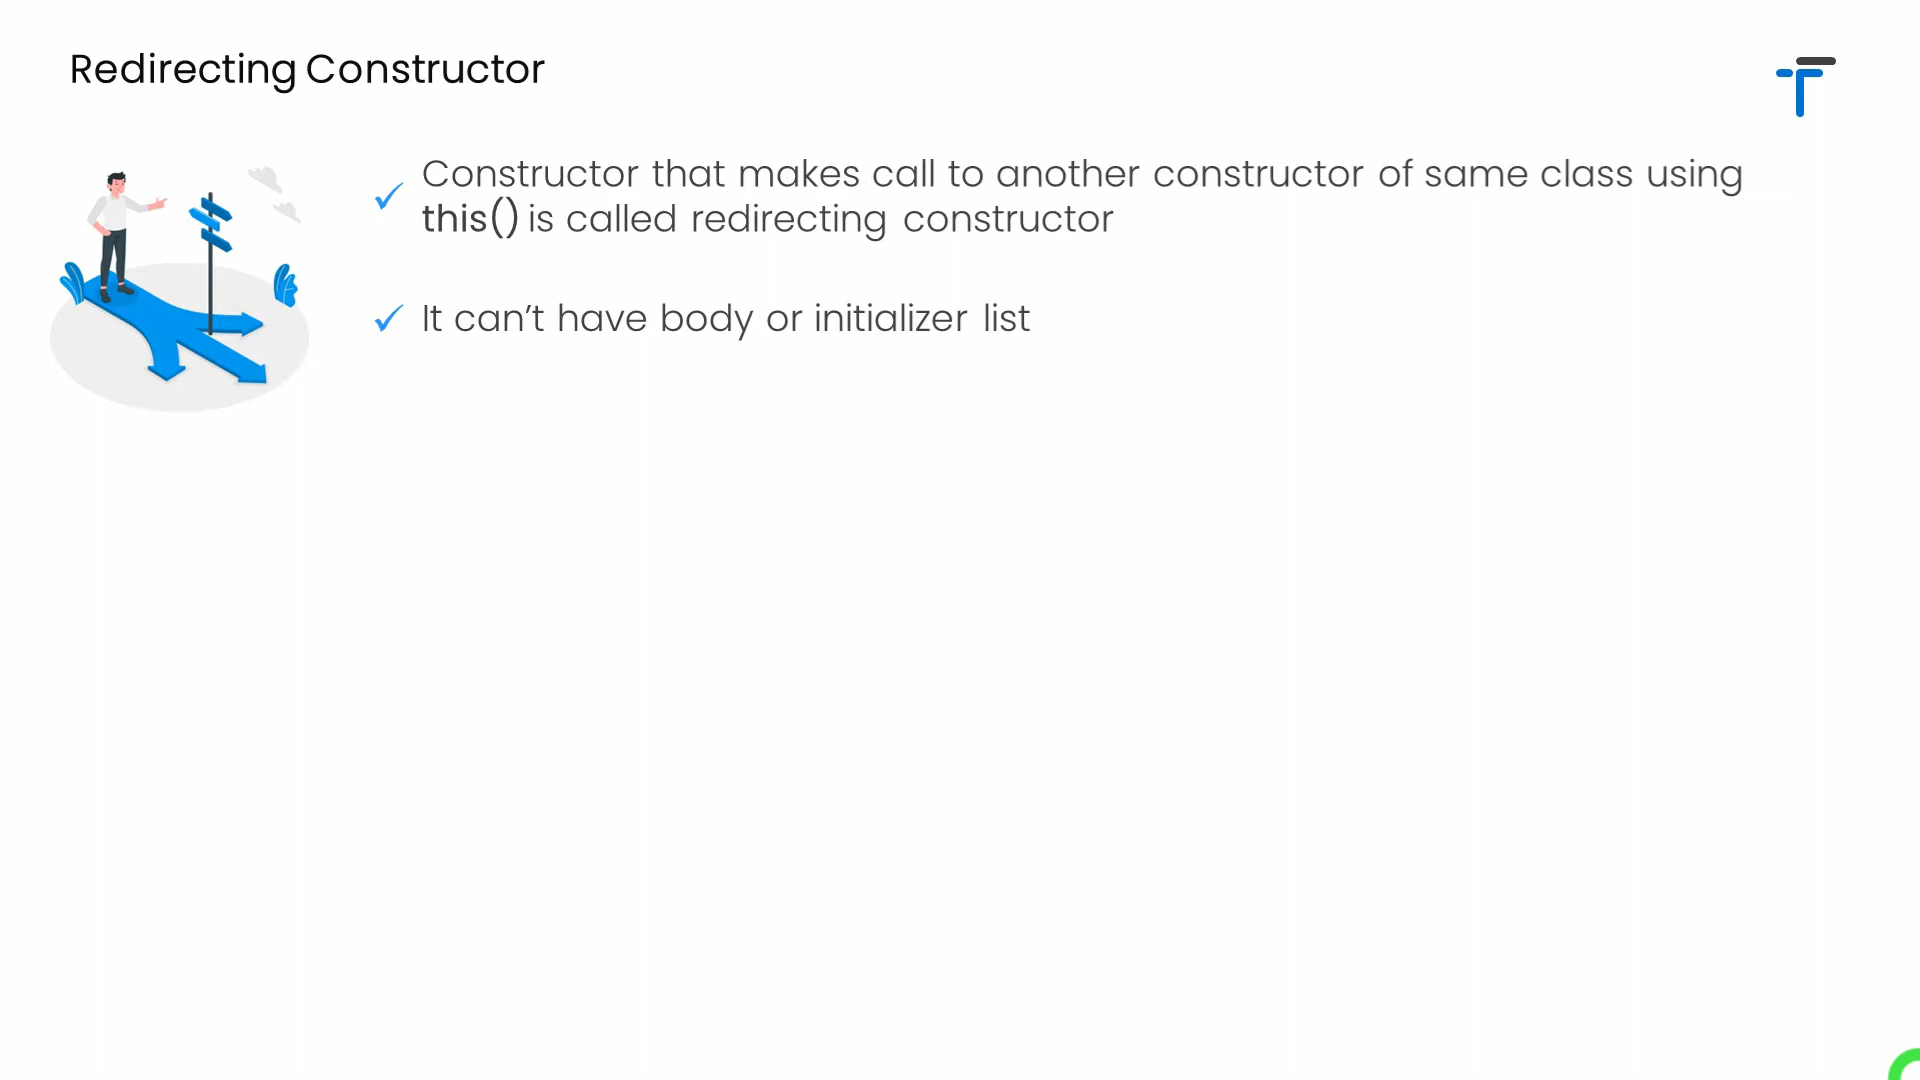 Redirecting Constructor
Constructor that makes call to another constructor of same class using
this() is called redirecting constructor
It can’t have body or initializer list